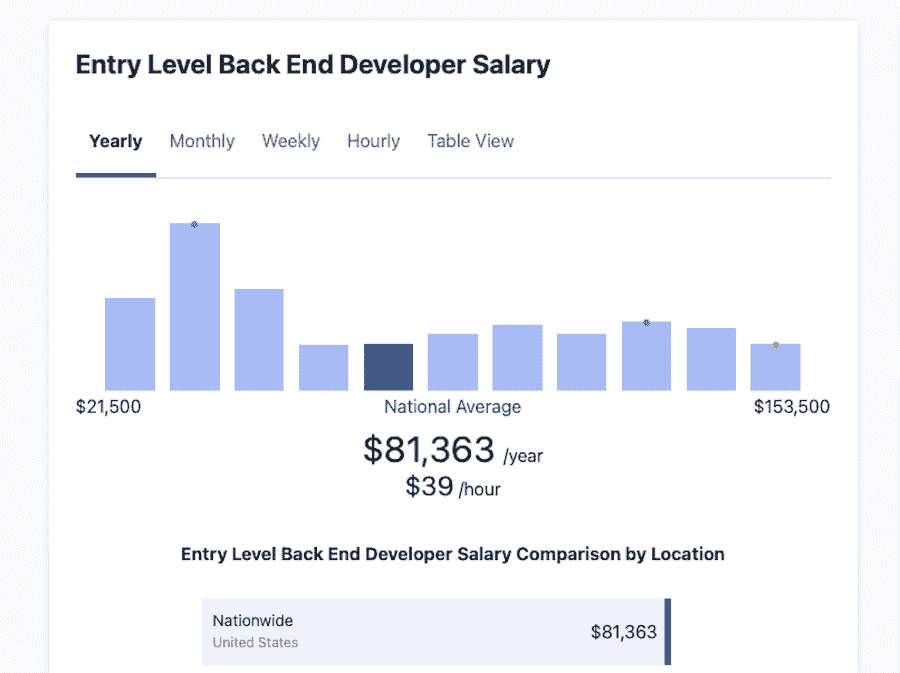 Entry Level Back End Developer Salary
Yearly Monthly Weekly Hourly Table View
$21,500 National Average $153,500
$81,363 /year
$39 /hour
Entry Level Back End Developer Salary Comparison by Location
Nationwide
United States
$81,363